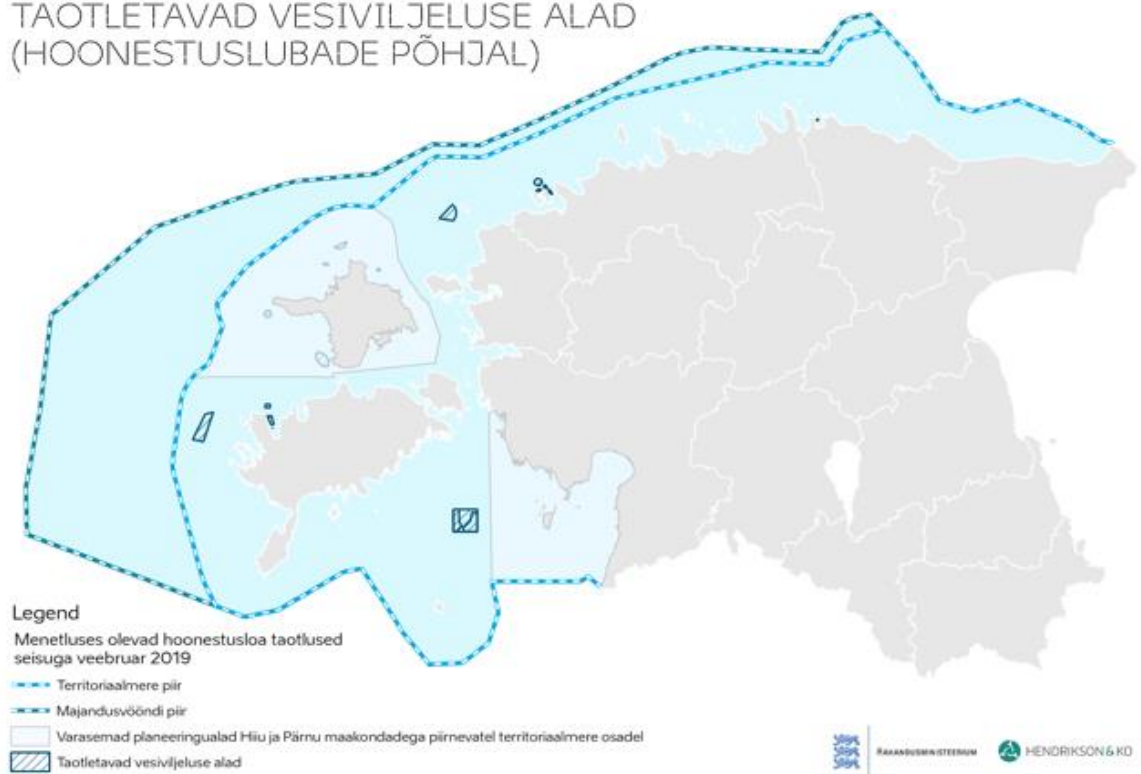 TAOTLETAVAD VESIVILJELUSE ALAD
(HOONESTUSLUBADE PÕHJAL)
Legend
Menetluses olevad hoonestusloa taotlused
seisuga veebruar 2019
Territoriaalmere piir
Majandusvööndi piir
Varasemad planeeringualad Hiiu ja Pärnu maakondadega piirnevatel territoriaalmere osadel
Taotletavad vesiviljeluse alad
RAHANDUSMINISTEERIUM
HENDRIKSON & KO